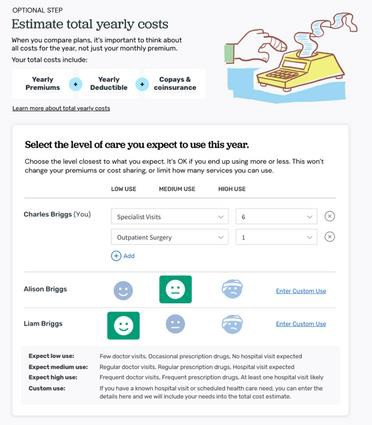 OPTIONAL STEP
Estimate total yearly costs
When you compare plans, it's important to think about
all costs for the year, not just your monthly premium.
Your total costs include:
Yearly Premiums + Yearly Deductible + Copays & coinsurance
Learn more about total yearly costs
Select the level of care you expect to use this year.
Choose the level closest to what you expect. It's OK if you end up using more or less. This won't
change your premiums or cost sharing, or limit how many services you can use.
LOW USE MEDIUM USE HIGH USE
Charles Briggs (You) Specialist Visits 6
Outpatient Surgery 1
+ Add
Alison Briggs Enter Custom Use
Liam Briggs Enter Custom Use
Expect low use: Few doctor visits, Occasional prescription drugs, No hospital visit expected
Expect medium use: Regular doctor visits, Regular prescription drugs, Hospital visit expected
Expect high use: Frequent doctor visits, Frequent prescription drugs, At least one hospital visit likely
Custom use: If you have a known hospital visit or scheduled health care need, you can enter the
details here and we will include your needs into the total cost estimate.